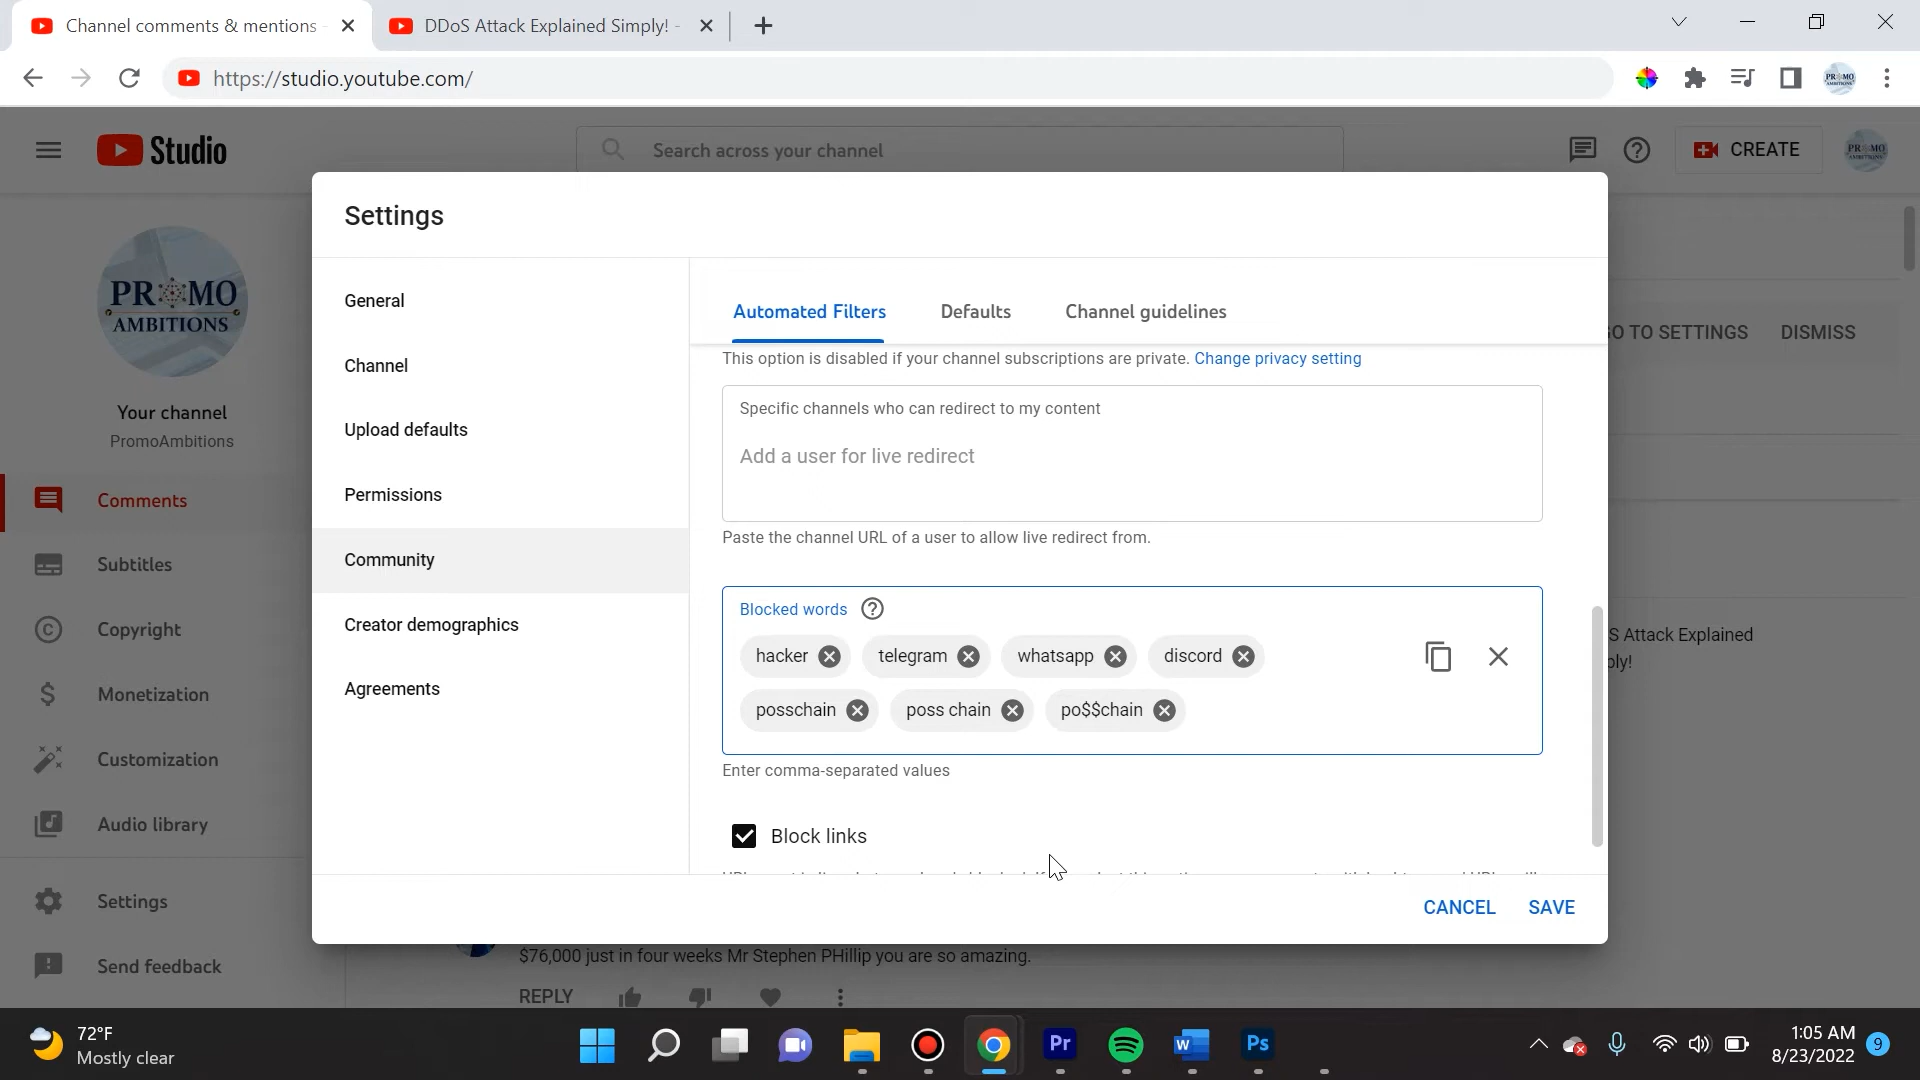 Channel comments & mentions -
DDoS Attack Explained Simply! -
https://studio.youtube.com/
PROMO AMBITIONS
Studio
Search across your channel
CREATE
PROMO
Settings
PROMO
AMBITIONS
Your channel
PromoAmbitions
Comments
Subtitles
Copyright
Monetization
Customization
Audio library
Settings
Send feedback
General
Channel
Upload defaults
Permissions
Community
Creator demographics
Agreements
Automated Filters Defaults Channel guidelines
This option is disabled if your channel subscriptions are private. Change privacy setting
Specific channels who can redirect to my content
Add a user for live redirect
Paste the channel URL of a user to allow live redirect from.
Blocked words
hacker telegram whatsapp discord
posschain poss chain po$$chain
Enter comma-separated values
Block links
CANCEL SAVE
GO TO SETTINGS DISMISS
S Attack Explained
ply!
$76,000 just in four weeks Mr Stephen PHillip you are so amazing.
REPLY
72°F
Mostly clear
Pr
W
Ps
1:05 AM
8/23/2022
9